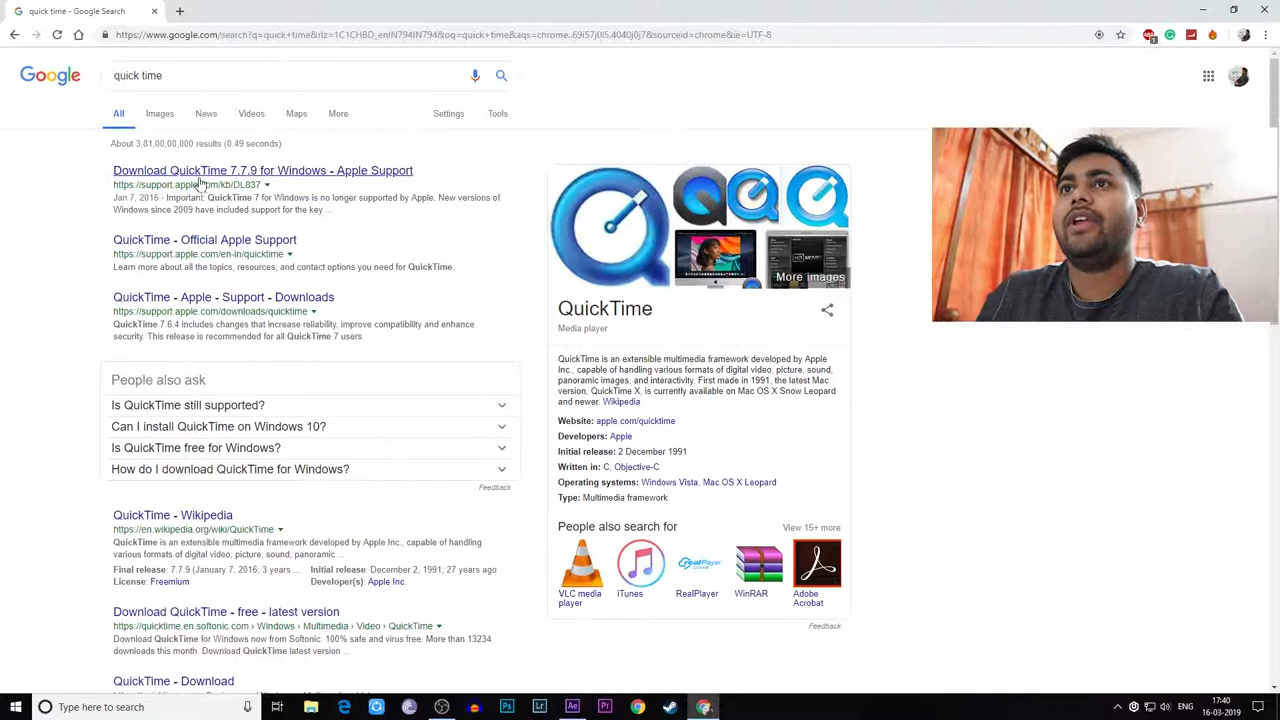 quick time - Google Search
https://www.google.com/search?q=quick+time&rlz=1C1CHBD_enIN794IN794&oq=quick+time&aqs=chrome..69i57j0l5.4040j0j7&sourceid=chrome&ie=UTF-8
Google
quick time
All
Images
News
Videos
Maps
More
Settings
Tools
About 3,81,00,00,000 results (0.49 seconds)
Download QuickTime 7.7.9 for Windows - Apple Support
https://support.apple.com/kb/DL837
Jan 7, 2016 - Important: QuickTime 7 for Windows is no longer supported by Apple. New versions of
Windows since 2009 have included support for the key ...
QuickTime - Official Apple Support
https://support.apple.com/en-in/quicktime
Learn more about all the topics, resources, and contact options you need for QuickTime.
QuickTime - Apple - Support - Downloads
https://support.apple.com/downloads/quicktime
QuickTime 7.6.4 includes changes that increase reliability, improve compatibility and enhance
security. This release is recommended for all QuickTime 7 users.
People also ask
Is QuickTime still supported?
Can I install QuickTime on Windows 10?
Is QuickTime free for Windows?
How do I download QuickTime for Windows?
Feedback
QuickTime - Wikipedia
https://en.wikipedia.org/wiki/QuickTime
QuickTime is an extensible multimedia framework developed by Apple Inc., capable of handling
various formats of digital video, picture, sound, panoramic ...
Final release: 7.7.9 (January 7, 2016; 3 years ...
Initial release: December 2, 1991; 27 years ago
License: Freemium
Developer(s): Apple Inc.
Download QuickTime - free - latest version
https://quicktime.en.softonic.com › Windows › Multimedia › Video › QuickTime
Download QuickTime for Windows now from Softonic: 100% safe and virus free. More than 13234
downloads this month. Download QuickTime latest version ...
QuickTime - Download
More images
QuickTime
Media player
QuickTime is an extensible multimedia framework developed by Apple
Inc., capable of handling various formats of digital video, picture, sound,
panoramic images, and interactivity. First made in 1991, the latest Mac
version, QuickTime X, is currently available on Mac OS X Snow Leopard
and newer. Wikipedia
Website: apple.com/quicktime
Developers: Apple
Initial release: 2 December 1991
Written in: C, Objective-C
Operating systems: Windows Vista, Mac OS X Leopard
Type: Multimedia framework
People also search for
View 15+ more
VLC media
player
iTunes
RealPlayer
WinRAR
Adobe
Acrobat
Feedback
Type here to search
Ps
Lr
Ae
Pr
ENG
17:40
16-03-2019